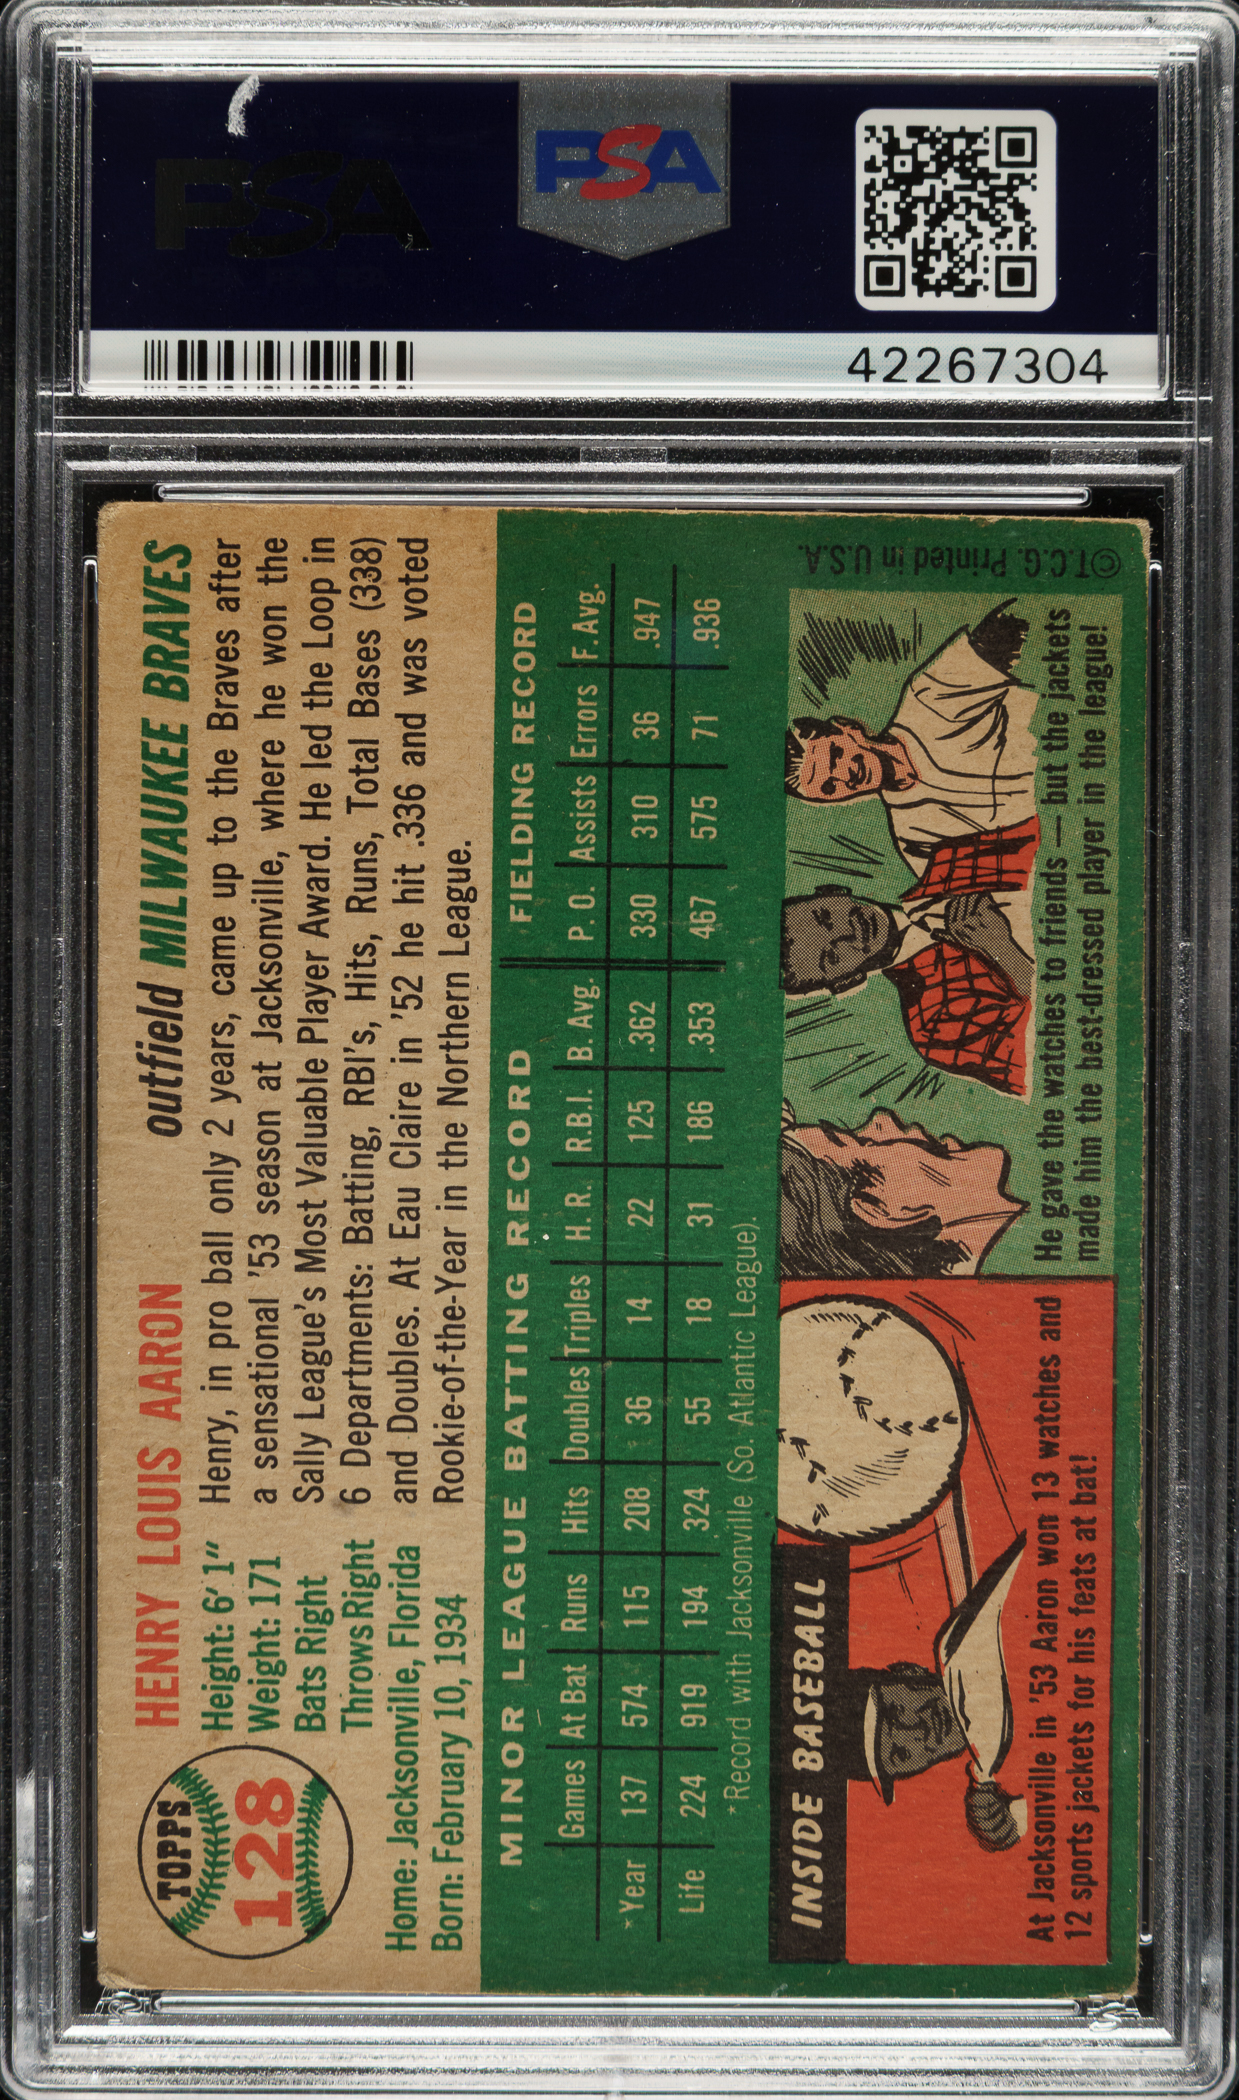 PSA
PSA
42267304
TOPPS
128
HENRY LOUIS AARON
outfield MILWAUKEE BRAVES
Height: 6' 1"
Weight: 171
Bats Right
Throws Right
Home: Jacksonville, Florida
Born: February 10, 1934
Henry, in pro ball only 2 years, came up to the Braves after
a sensational '53 season at Jacksonville, where he won the
Sally League's Most Valuable Player Award. He led the Loop in
6 Departments: Batting, RBI's, Hits, Runs, Total Bases (338)
and Doubles. At Eau Claire in '52 he hit .336 and was voted
Rookie-of-the-Year in the Northern League.
MINOR LEAGUE BATTING RECORD FIELDING RECORD
Games At Bat Runs Hits Doubles Triples H. R. R.B.I. B. Avg. P. O. Assists Errors F. Avg.
*Year 137 574 115 208 36 14 22 125 .362 330 310 36 .947
Life 224 919 194 324 55 18 31 186 .353 467 575 71 .936
*Record with Jacksonville (So. Atlantic League).
INSIDE BASEBALL
At Jacksonville in '53 Aaron won 13 watches and
12 sports jackets for his feats at bat!
He gave the watches to friends — but the jackets
made him the best-dressed player in the league!
©T.C.G. Printed in U.S.A.